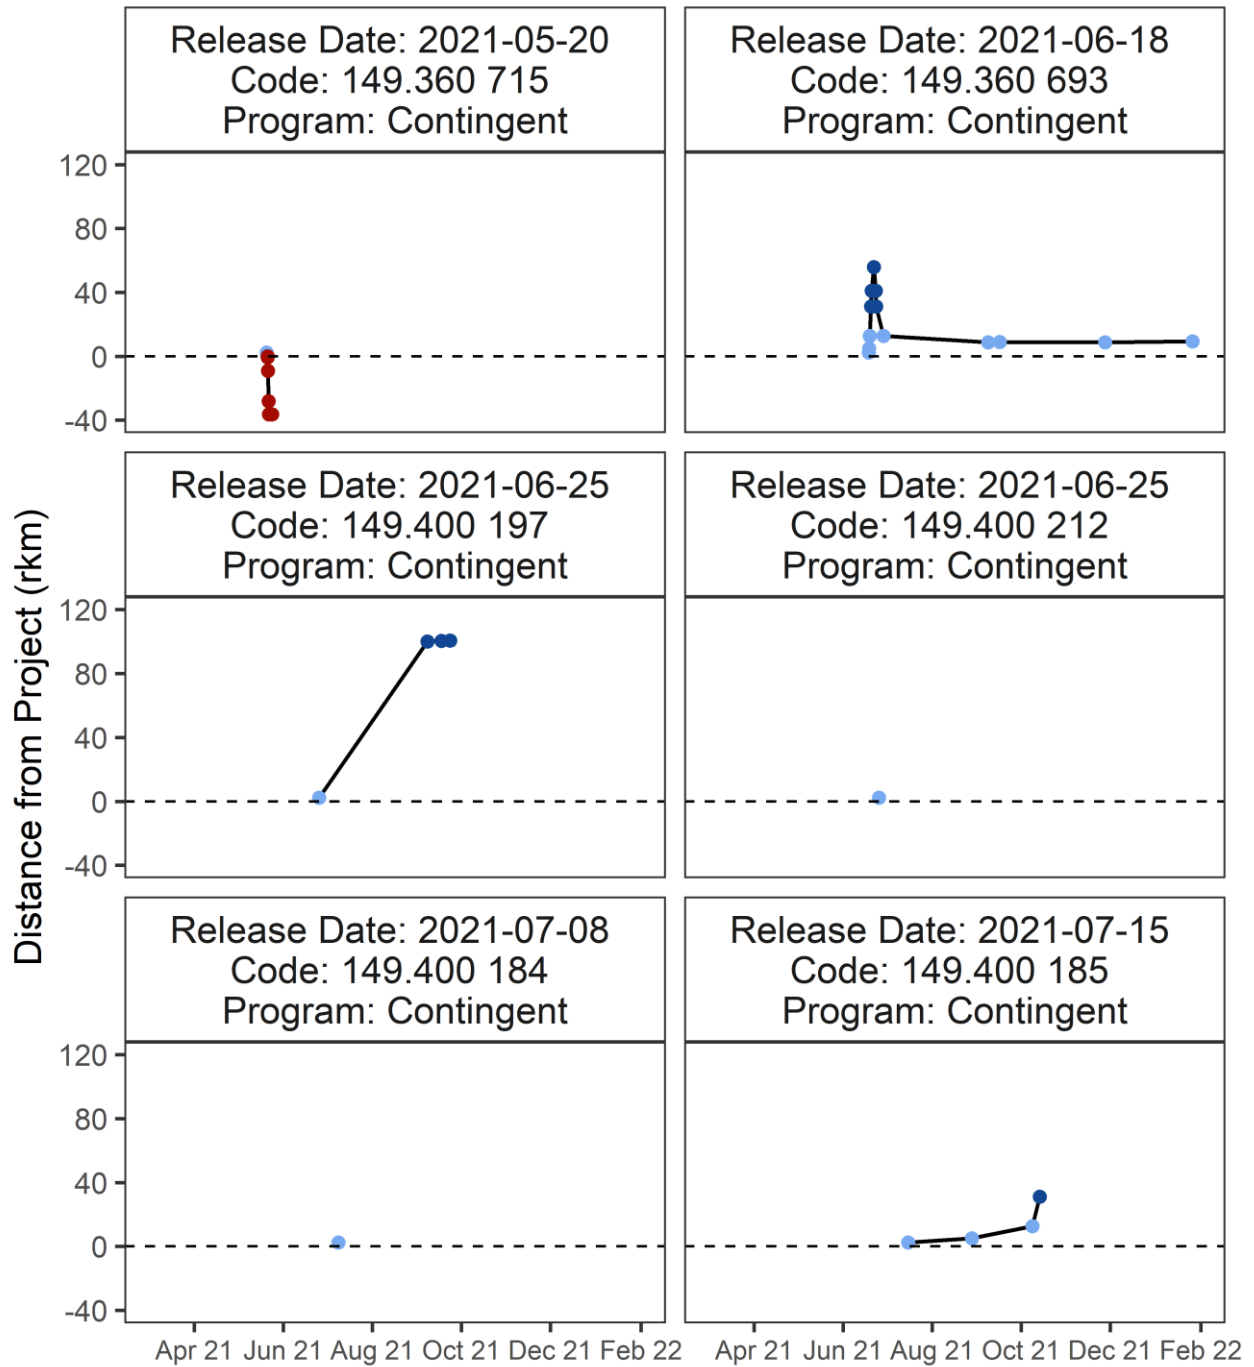 Release Date: 2021-05-20
Code: 149.360 715
Program: Contingent
Release Date: 2021-06-18
Code: 149.360 693
Program: Contingent
120
80
40
0
-40
Release Date: 2021-06-25
Code: 149.400 197
Program: Contingent
Release Date: 2021-06-25
Code: 149.400 212
Program: Contingent
Distance from Project (rkm)
120
80
40
0
-40
Release Date: 2021-07-08
Code: 149.400 184
Program: Contingent
Release Date: 2021-07-15
Code: 149.400 185
Program: Contingent
120
80
40
0
-40
Apr 21 Jun 21 Aug 21 Oct 21 Dec 21 Feb 22
Apr 21 Jun 21 Aug 21 Oct 21 Dec 21 Feb 22